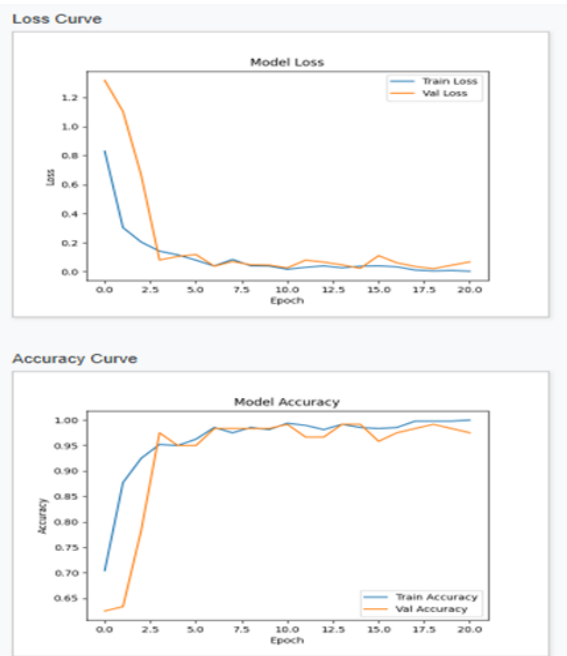 Loss Curve
Model Loss
Train Loss
Val Loss
1.2
1.0
0.8
0.6
0.4
0.2
0.0
Loss
0.0 2.5 5.0 7.5 10.0 12.5 15.0 17.5 20.0
Epoch
Accuracy Curve
Model Accuracy
1.00
0.95
0.90
0.85
0.80
0.75
0.70
0.65
Accuracy
Train Accuracy
Val Accuracy
0.0 2.5 5.0 7.5 10.0 12.5 15.0 17.5 20.0
Epoch